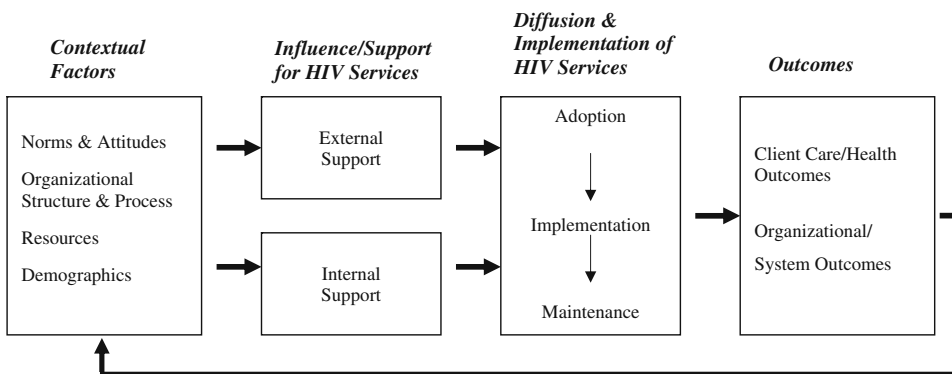 Contextual
Factors
Influence/Support
for HIV Services
Diffusion &
Implementation of
HIV Services
Outcomes
Norms & Attitudes
Organizational
Structure & Process
Resources
Demographics
External
Support
Internal
Support
Adoption
Implementation
Maintenance
Client Care/Health
Outcomes
Organizational/
System Outcomes